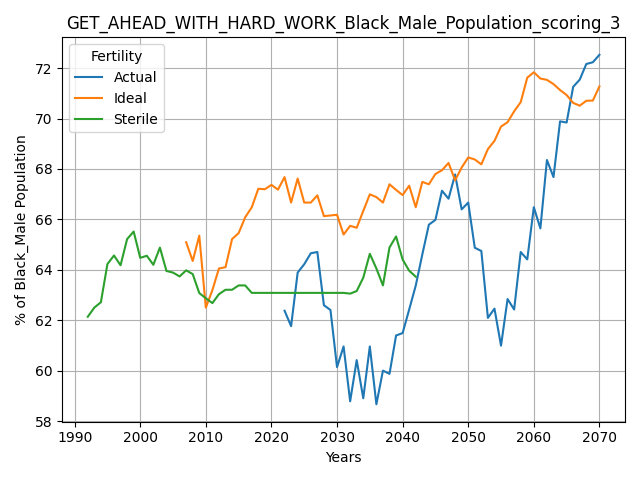 GET_AHEAD_WITH_HARD_WORK_Black_Male_Population_scoring_3
Fertility
Actual
Ideal
Sterile
% of Black_Male Population
72
70
68
66
64
62
60
58
1990 2000 2010 2020 2030 2040 2050 2060 2070
Years